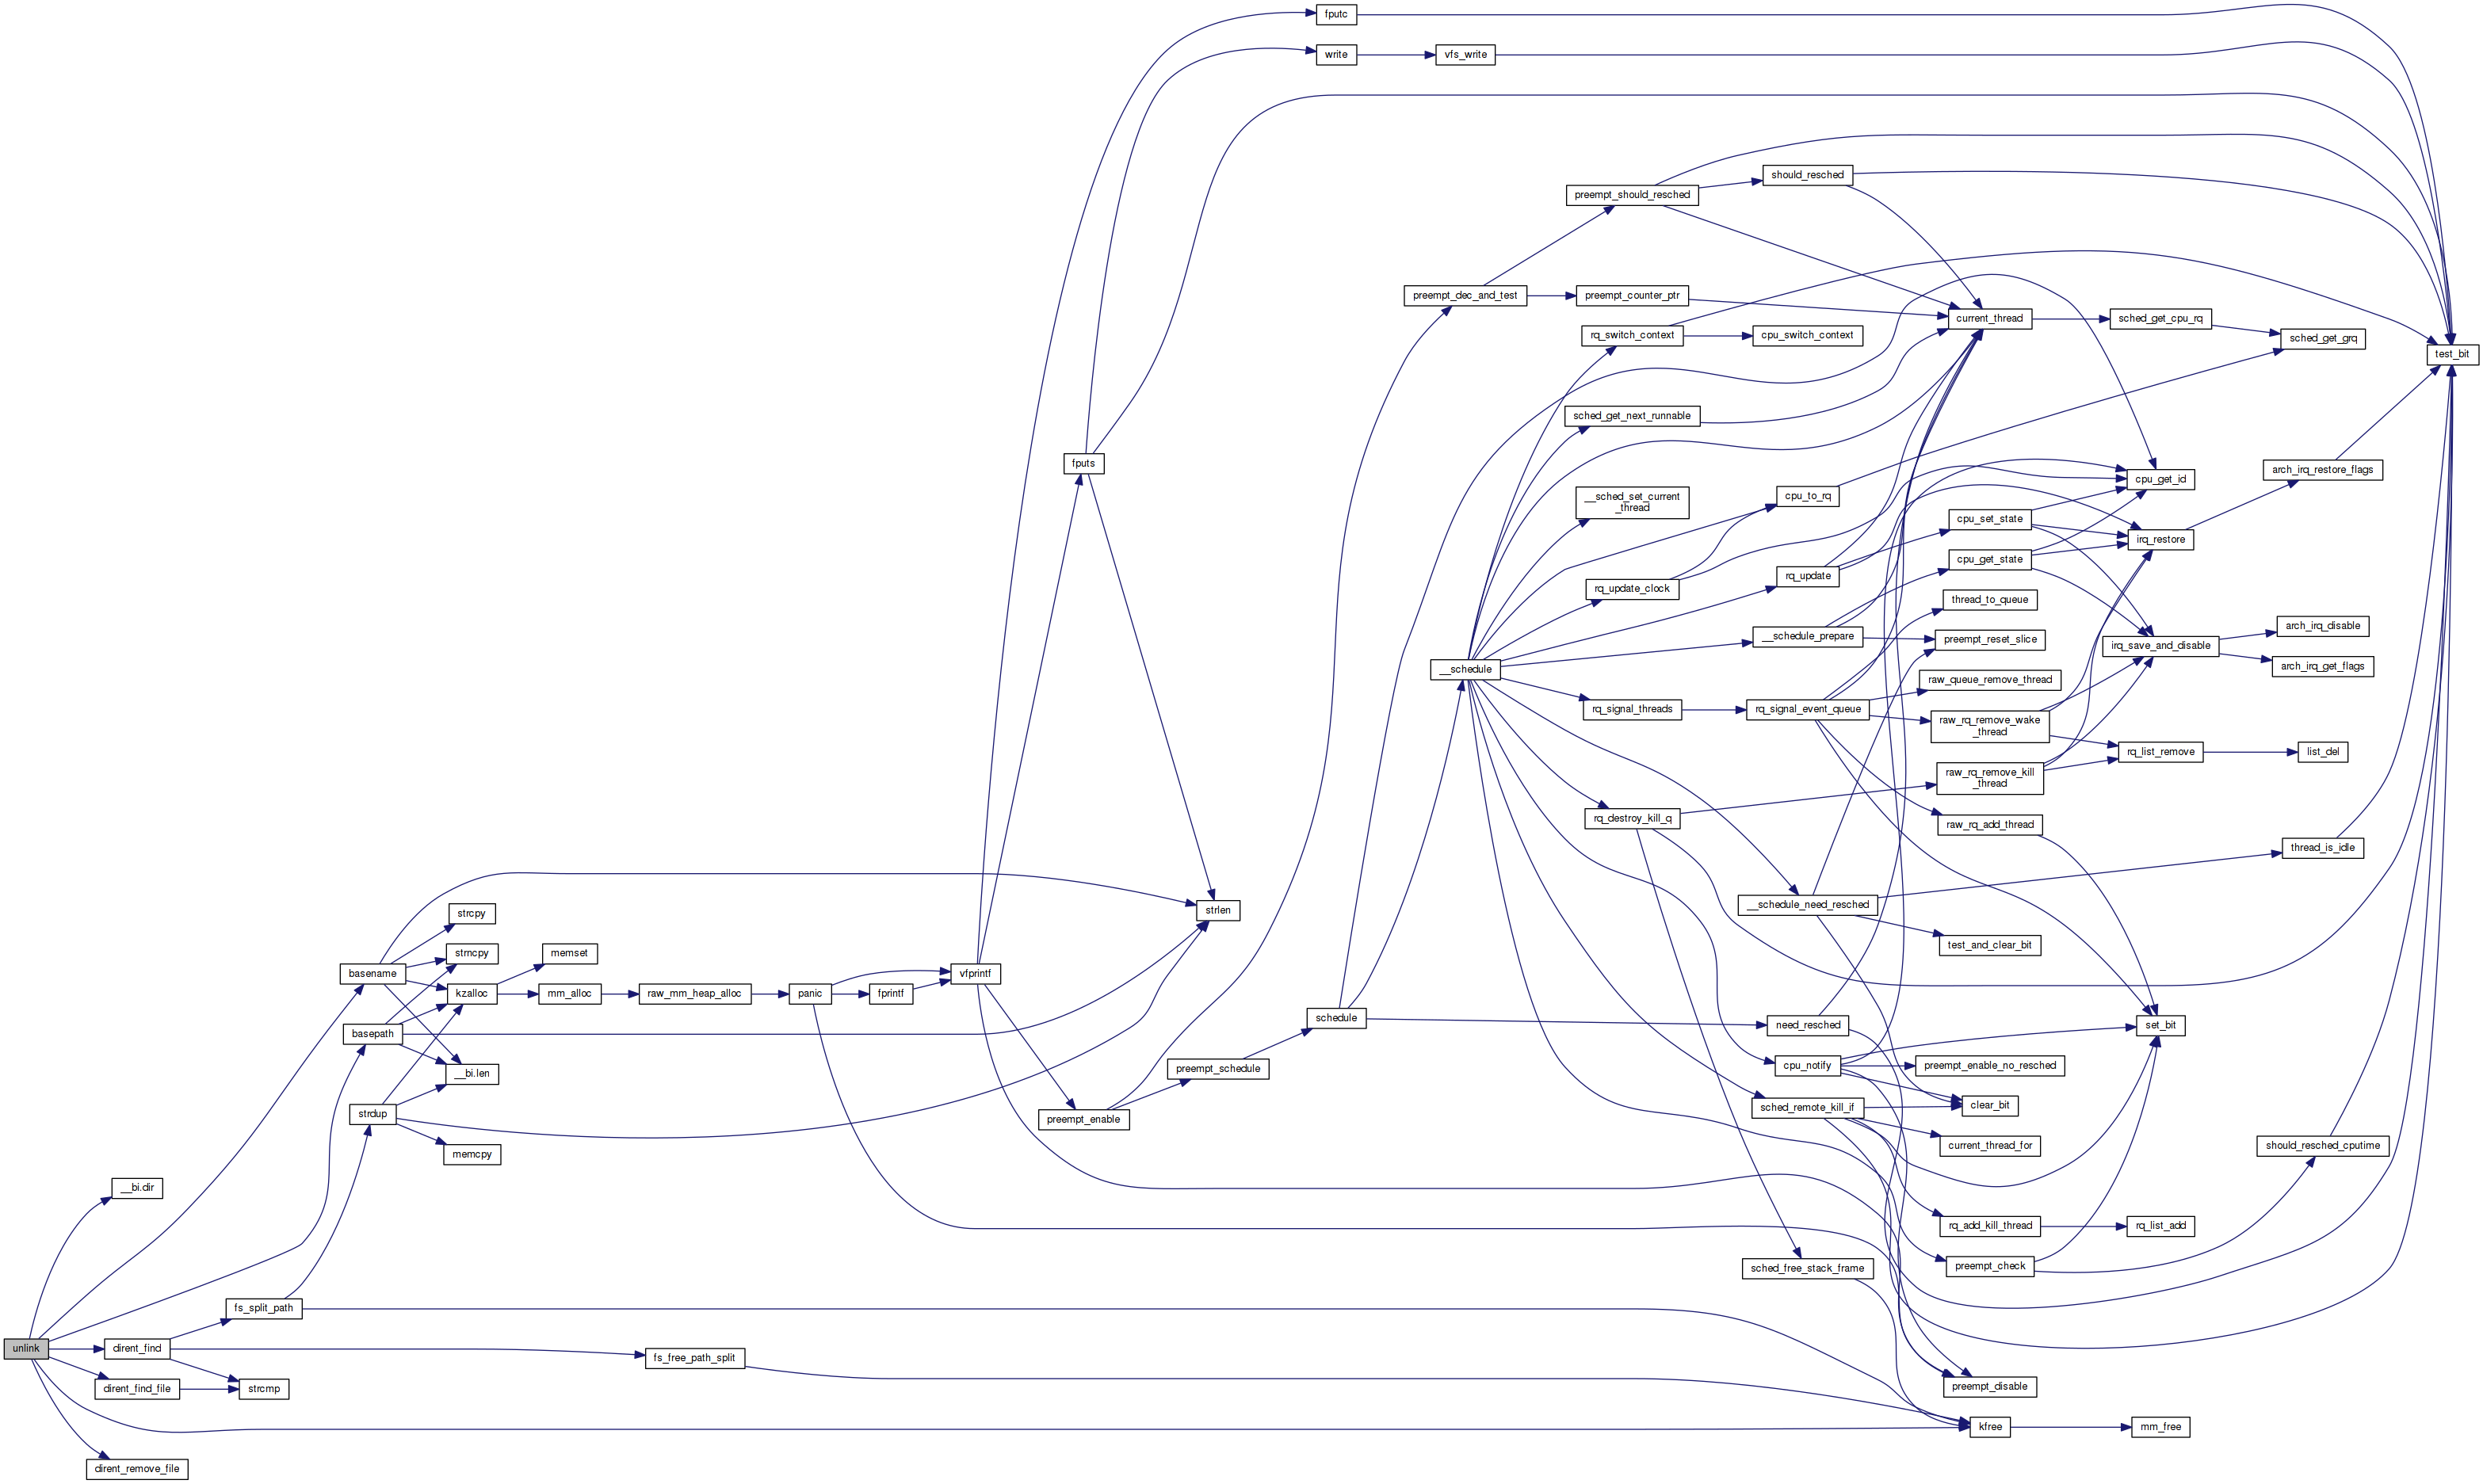 fputc
write
vfs_write
should_resched
preempt_should_resched
preempt_dec_and_test
preempt_counter_ptr
current_thread
sched_get_cpu_rq
sched_get_grq
rq_switch_context
cpu_switch_context
test_bit
sched_get_next_runnable
fputs
arch_irq_restore_flags
cpu_get_id
__sched_set_current
_thread
cpu_to_rq
cpu_set_state
irq_restore
cpu_get_state
rq_update
rq_update_clock
thread_to_queue
arch_irq_disable
__schedule_prepare
preempt_reset_slice
irq_save_and_disable
arch_irq_get_flags
__schedule
raw_queue_remove_thread
rq_signal_threads
rq_signal_event_queue
raw_rq_remove_wake
_thread
rq_list_remove
list_del
raw_rq_remove_kill
_thread
rq_destroy_kill_q
raw_rq_add_thread
thread_is_idle
__schedule_need_resched
strcpy
strlen
test_and_clear_bit
strncpy
memset
basename
vfprintf
kzalloc
mm_alloc
raw_mm_heap_alloc
panic
fprintf
schedule
need_resched
set_bit
basepath
cpu_notify
preempt_enable_no_resched
__bi.len
preempt_schedule
clear_bit
sched_remote_kill_if
strdup
preempt_enable
current_thread_for
should_resched_cputime
memcpy
__bi.dir
rq_add_kill_thread
rq_list_add
sched_free_stack_frame
preempt_check
fs_split_path
unlink
dirent_find
fs_free_path_split
dirent_find_file
strcmp
preempt_disable
kfree
mm_free
dirent_remove_file